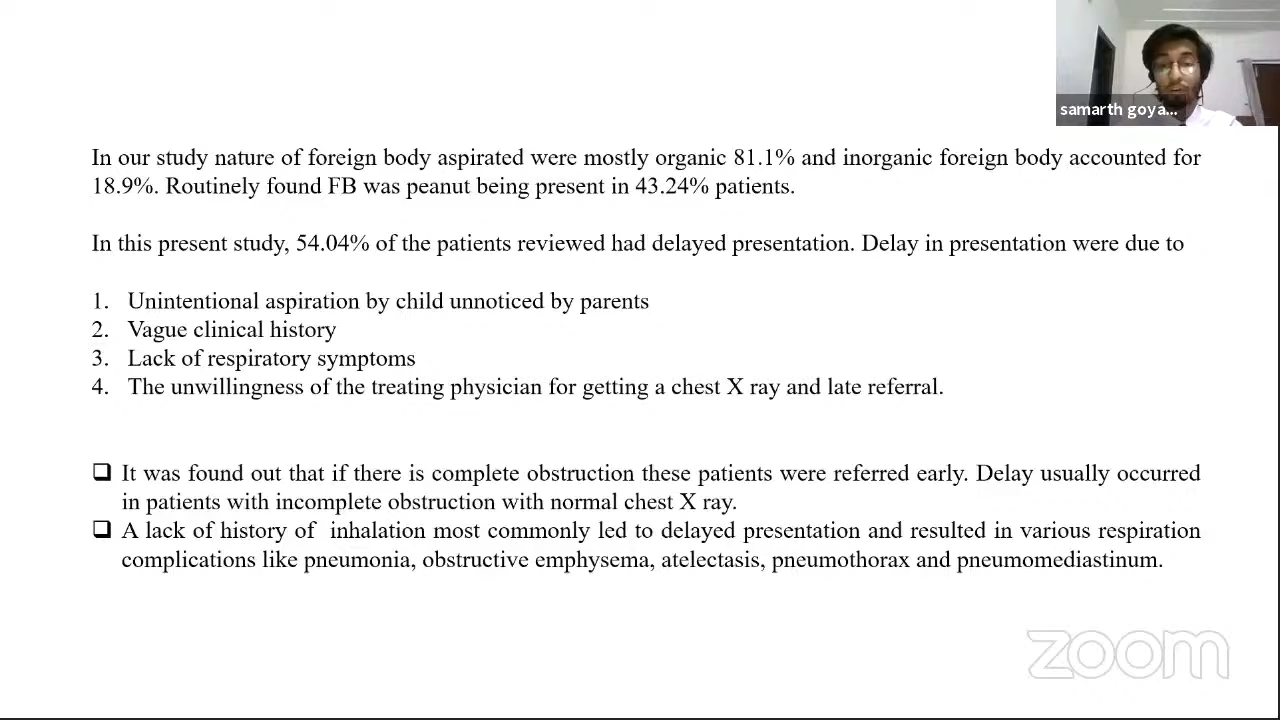 samarth goya...
In our study nature of foreign body aspirated were mostly organic 81.1% and inorganic foreign body accounted for
18.9%. Routinely found FB was peanut being present in 43.24% patients.
In this present study, 54.04% of the patients reviewed had delayed presentation. Delay in presentation were due to
1. Unintentional aspiration by child unnoticed by parents
2. Vague clinical history
3. Lack of respiratory symptoms
4. The unwillingness of the treating physician for getting a chest X ray and late referral.
❑ It was found out that if there is complete obstruction these patients were referred early. Delay usually occurred
in patients with incomplete obstruction with normal chest X ray.
❑ A lack of history of inhalation most commonly led to delayed presentation and resulted in various respiration
complications like pneumonia, obstructive emphysema, atelectasis, pneumothorax and pneumomediastinum.
zoom